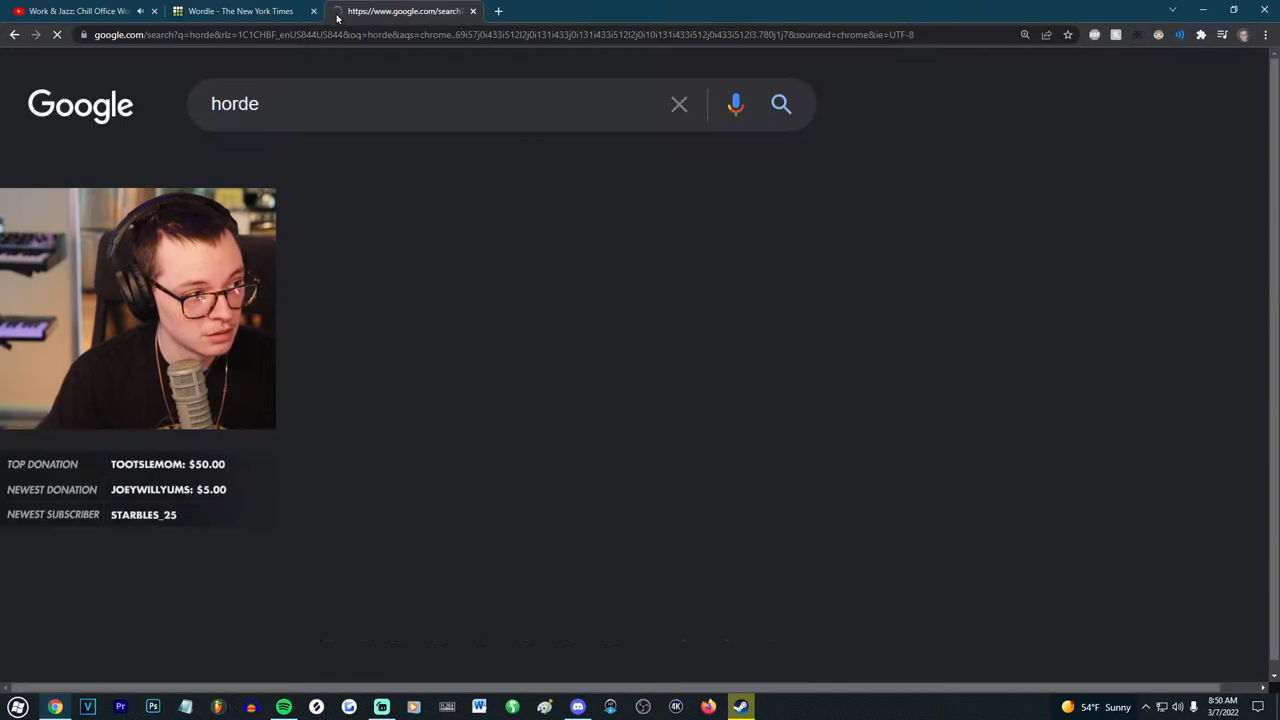 Work & Jazz: Chill Office Wo
Wordle - The New York Times
https://www.google.com/search?
google.com/search?q=horde&rlz=1C1CHBF_enUS844US844&oq=horde&aqs=chrome..69i57j0i433i512l2j0i131i433j0i131i433i512l2j0i10i131i433i512j0i433i512l3.780j1j7&sourceid=chrome&ie=UTF-8
Google
horde
TOP DONATION TOOTSLEMOM: $50.00
NEWEST DONATION JOEYWILLYUMS: $5.00
NEWEST SUBSCRIBER STARBLES_25
54°F Sunny
8:50 AM
3/7/2022